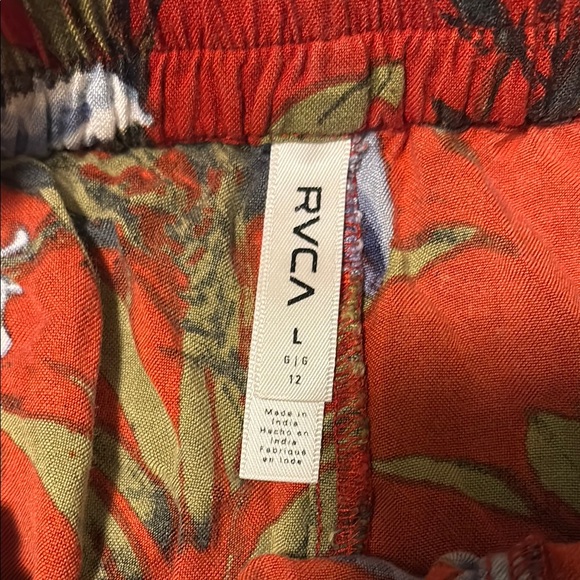 RVCA
L
G|G
12
Made in
India
Hecho en
India
Fabriqué
en Inde